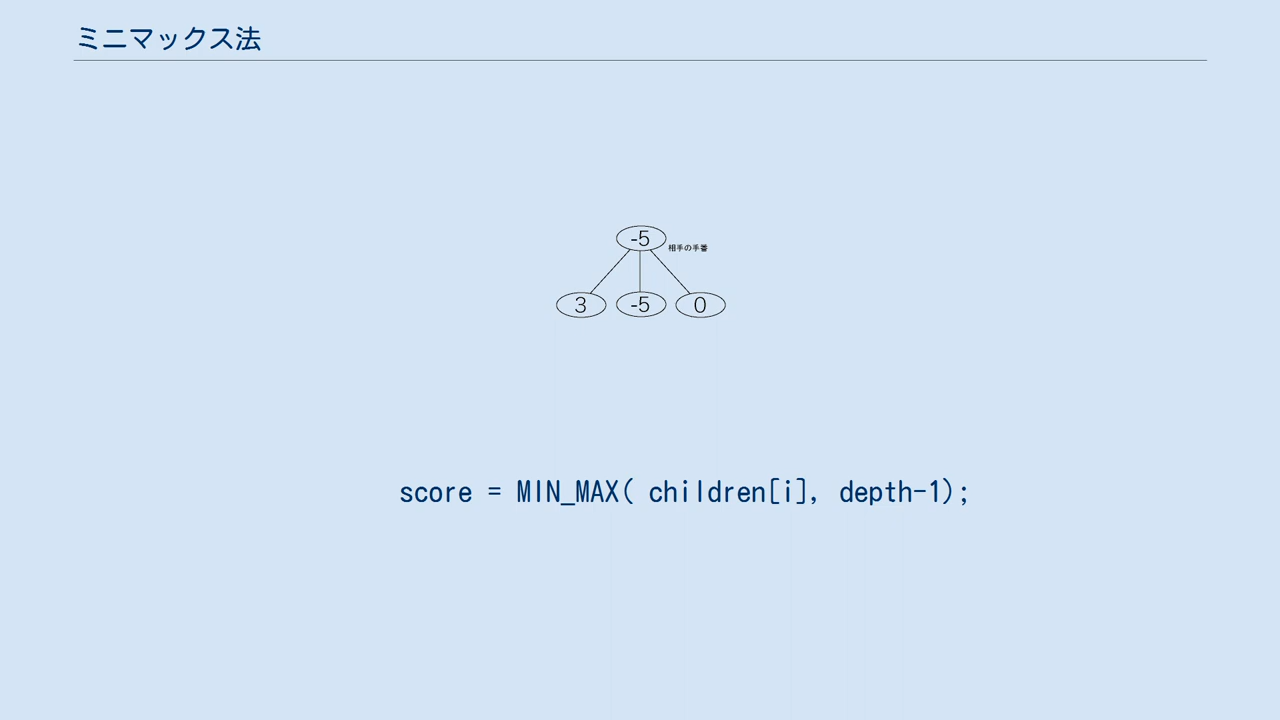 ミニマックス法
-5
相手の手番
3 -5 0
score = MIN_MAX( children[i], depth-1);